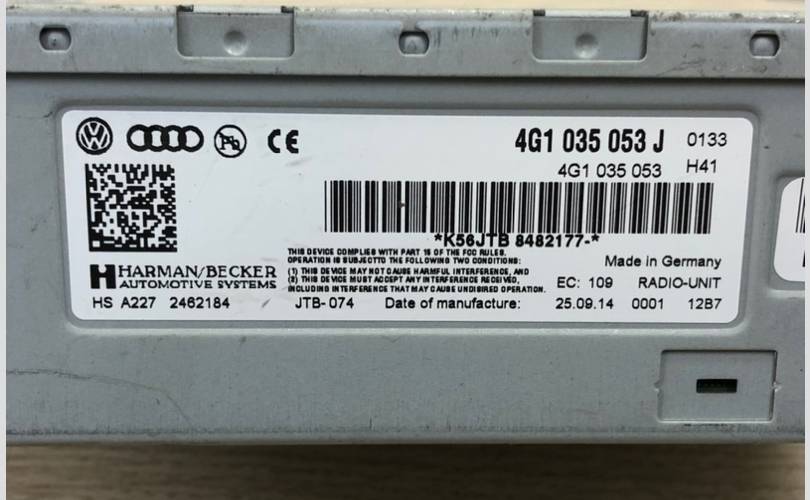 4G1 035 053 J 0133
4G1 035 053 H41
*K56JTB 8482177-*
THIS DEVICE COMPLIES WITH PART 15 OF THE FCC RULES.
OPERATION IS SUBJECT TO THE FOLLOWING TWO CONDITIONS:
(1) THIS DEVICE MAY NOT CAUSE HARMFUL INTERFERENCE, AND
(2) THIS DEVICE MUST ACCEPT ANY INTERFERENCE RECEIVED,
INCLUDING INTERFERENCE THAT MAY CAUSE UNDISIRED OPERATION.
Made in Germany
HARMAN/BECKER
AUTOMOTIVE SYSTEMS
EC: 109 RADIO-UNIT
HS A227 2462184 JTB-074 Date of manufacture: 25.09.14 0001 12B7